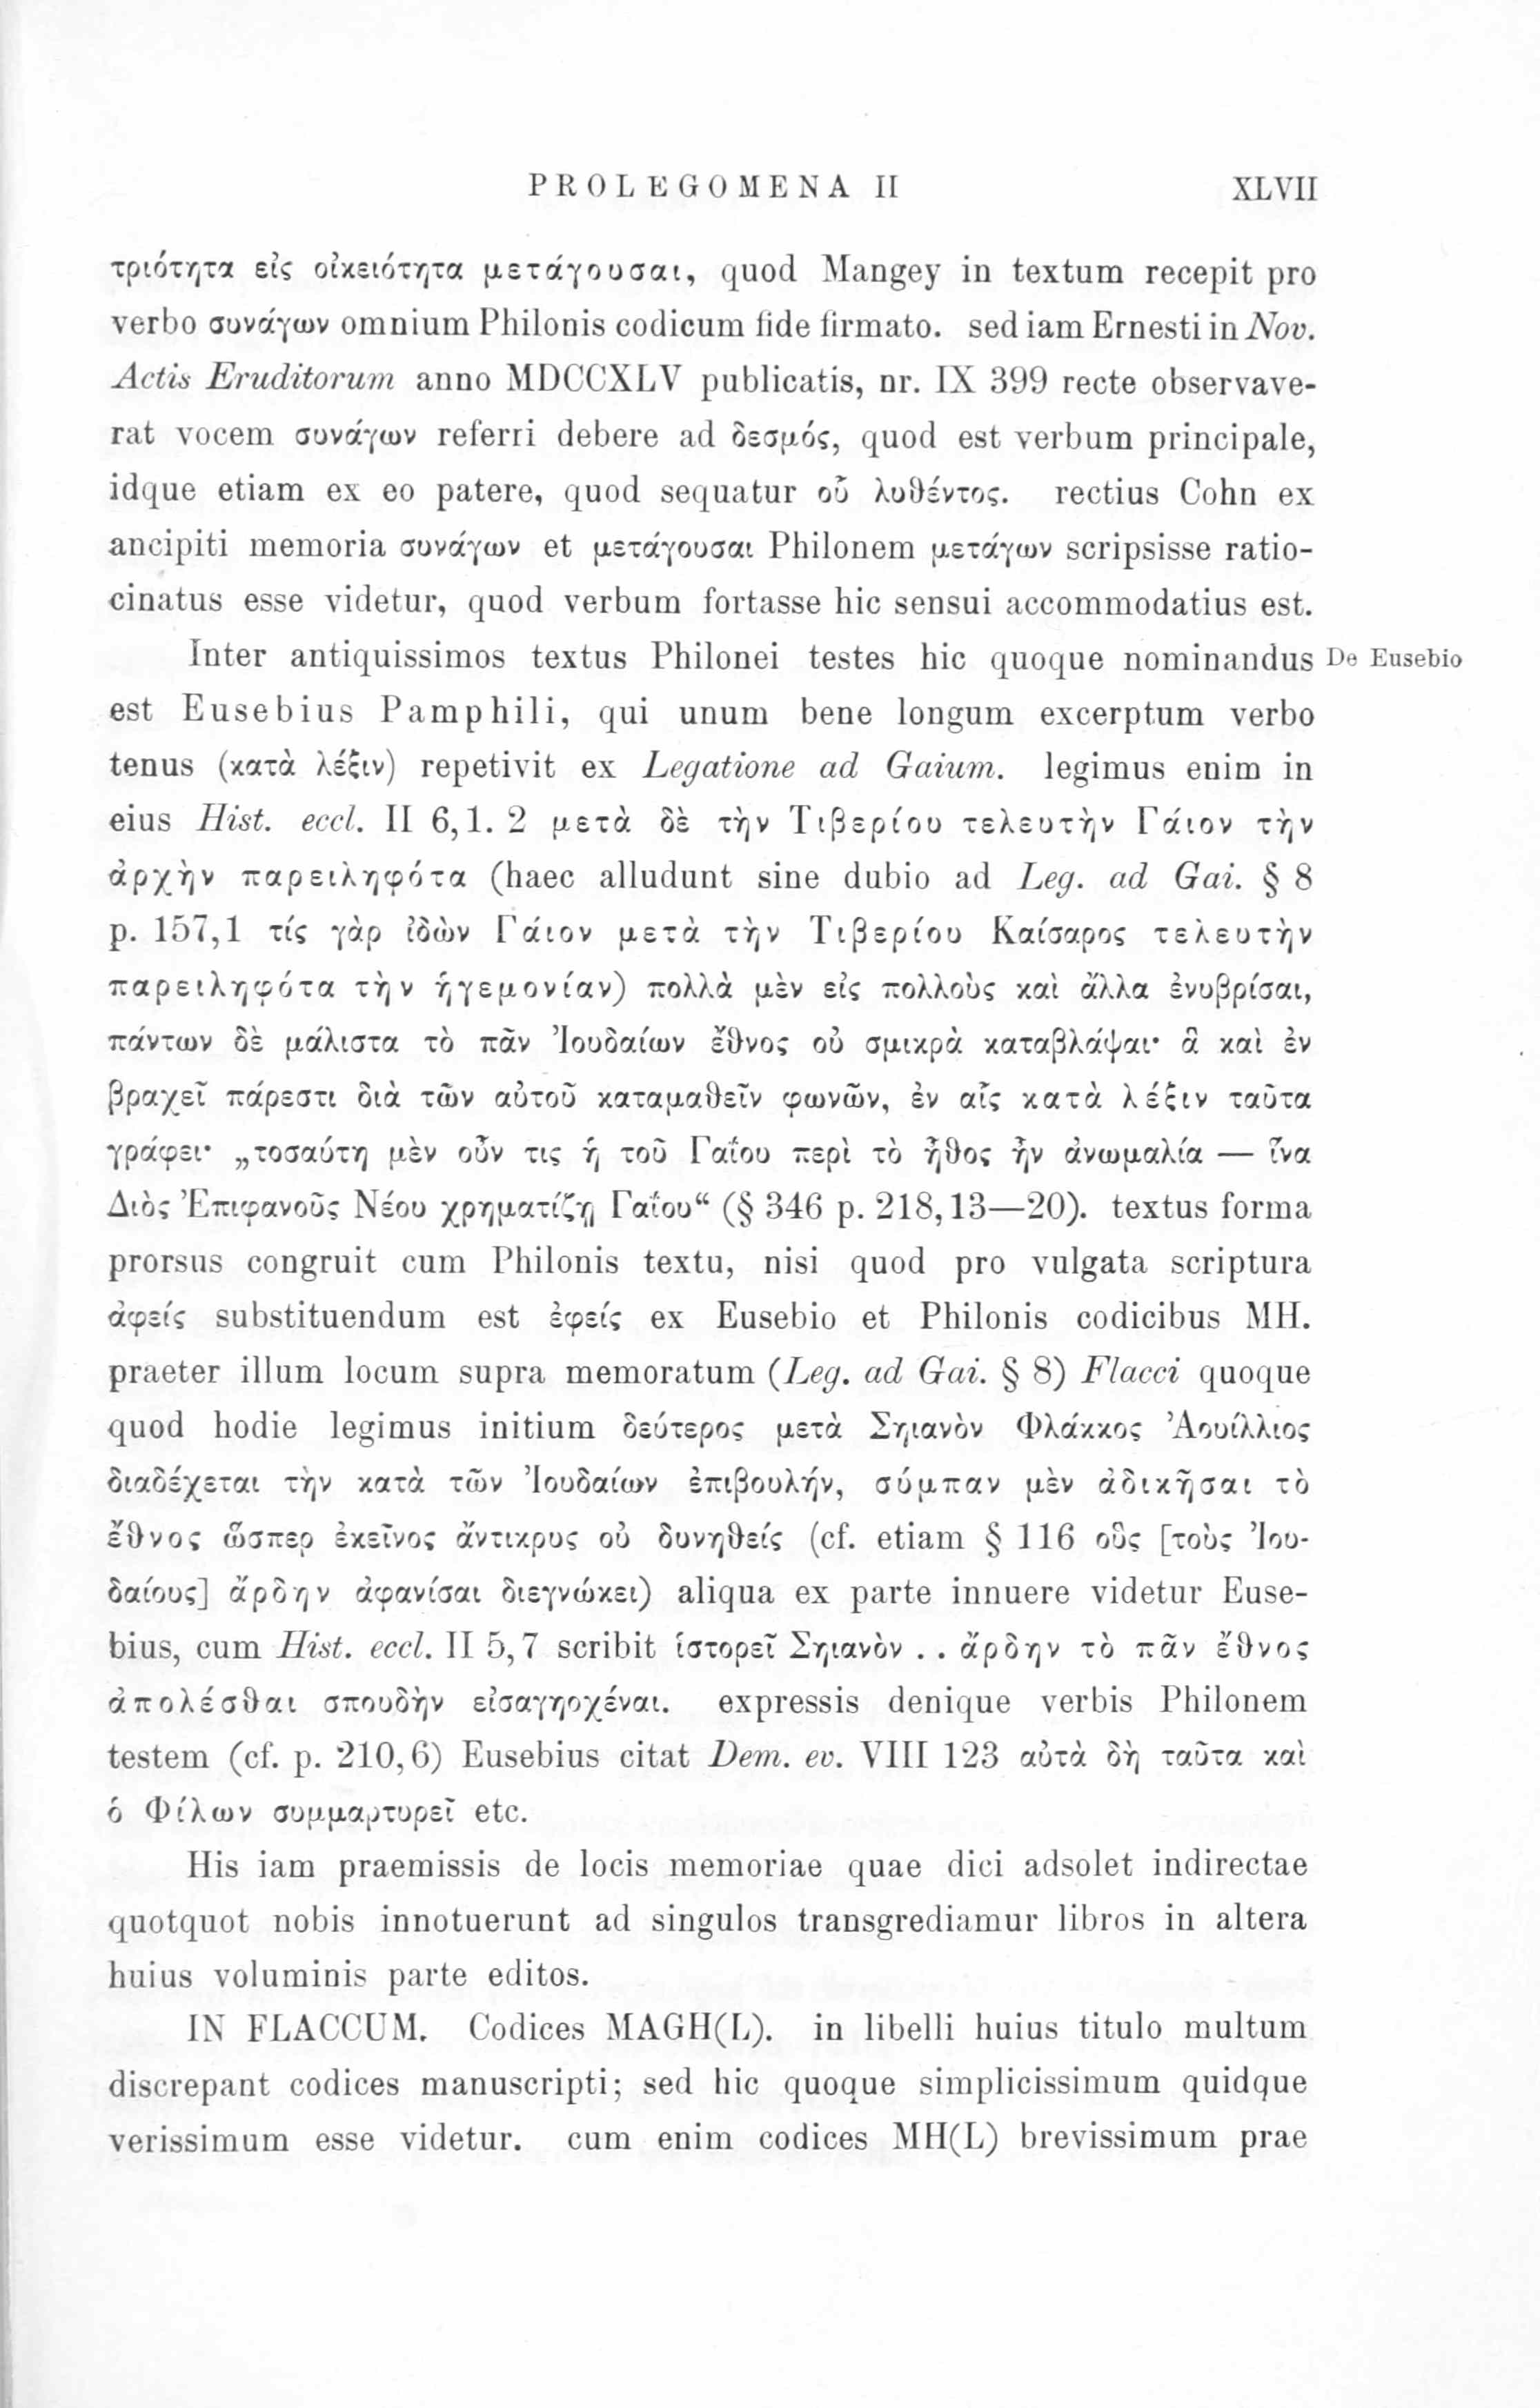 PROLEGOMENA II XLVII
τριότητα εἰς οἰκειότητα μετάγουσαι, quod Mangey in textum recepit pro
verbo συνάγων omnium Philonis codicum fide firmato. sed iam Ernesti in Nov.
Actis Eruditorum anno MDCCXLV publicatis, nr. IX 399 recte observave-
rat vocem συνάγων referri debere ad δεσμός, quod est verbum principale,
idque etiam ex eo patere, quod sequatur οὗ λυθέντος. rectius Cohn ex
ancipiti memoria συνάγων et μετάγουσαι Philonem μετάγων scripsisse ratio-
cinatus esse videtur, quod verbum fortasse hic sensui accommodatius est.
Inter antiquissimos textus Philonei testes hic quoque nominandus De Eusebio
est Eusebius Pamphili, qui unum bene longum excerptum verbo
tenus (κατὰ λέξιν) repetivit ex Legatione ad Gaium. legimus enim in
eius Hist. eccl. II 6,1. 2 μετὰ δὲ τὴν Τιβερίου τελευτὴν Γάιον τὴν
ἀρχὴν παρειληφότα (haec alludunt sine dubio ad Leg. ad Gai. § 8
p. 157,1 τίς γὰρ ἰδὼν Γάιον μετὰ τὴν Τιβερίου Καίσαρος τελευτὴν
παρειληφότα τὴν ἡγεμονίαν) πολλὰ μὲν εἰς πολλοὺς καὶ ἄλλα ἐνυβρίσαι,
πάντων δὲ μάλιστα τὸ πᾶν Ἰουδαίων ἔθνος οὐ σμικρὰ καταβλάψαι· ἃ καὶ ἐν
βραχεῖ πάρεστι διὰ τῶν αὐτοῦ καταμαθεῖν φωνῶν, ἐν αἷς κατὰ λέξιν ταῦτα
γράφει· „τοσαύτη μὲν οὖν τις ἡ τοῦ Γαΐου περὶ τὸ ἦθος ἦν ἀνωμαλία — ἵνα
Διὸς Ἐπιφανοῦς Νέου χρηματίζῃ Γαΐου“ (§ 346 p. 218,13—20). textus forma
prorsus congruit cum Philonis textu, nisi quod pro vulgata scriptura
ἀφείς substituendum est ἐφείς ex Eusebio et Philonis codicibus MH.
praeter illum locum supra memoratum (Leg. ad Gai. § 8) Flacci quoque
quod hodie legimus initium δεύτερος μετὰ Σηιανὸν Φλάκκος Ἀουίλλιος
διαδέχεται τὴν κατὰ τῶν Ἰουδαίων ἐπιβουλήν, σύμπαν μὲν ἀδικῆσαι τὸ
ἔθνος ὥσπερ ἐκεῖνος ἄντικρυς οὐ δυνηθείς (cf. etiam § 116 οὓς [τοὺς Ἰου-
δαίους] ἄρδην ἀφανίσαι διεγνώκει) aliqua ex parte innuere videtur Euse-
bius, cum Hist. eccl. II 5,7 scribit ἱστορεῖ Σηιανὸν . . ἄρδην τὸ πᾶν ἔθνος
ἀπολέσθαι σπουδὴν εἰσαγηοχέναι. expressis denique verbis Philonem
testem (cf. p. 210,6) Eusebius citat Dem. ev. VIII 123 αὐτὰ δὴ ταῦτα καὶ
ὁ Φίλων συμμαρτυρεῖ etc.
His iam praemissis de locis memoriae quae dici adsolet indirectae
quotquot nobis innotuerunt ad singulos transgrediamur libros in altera
huius voluminis parte editos.
IN FLACCUM. Codices MAGH(L). in libelli huius titulo multum
discrepant codices manuscripti; sed hic quoque simplicissimum quidque
verissimum esse videtur. cum enim codices MH(L) brevissimum prae